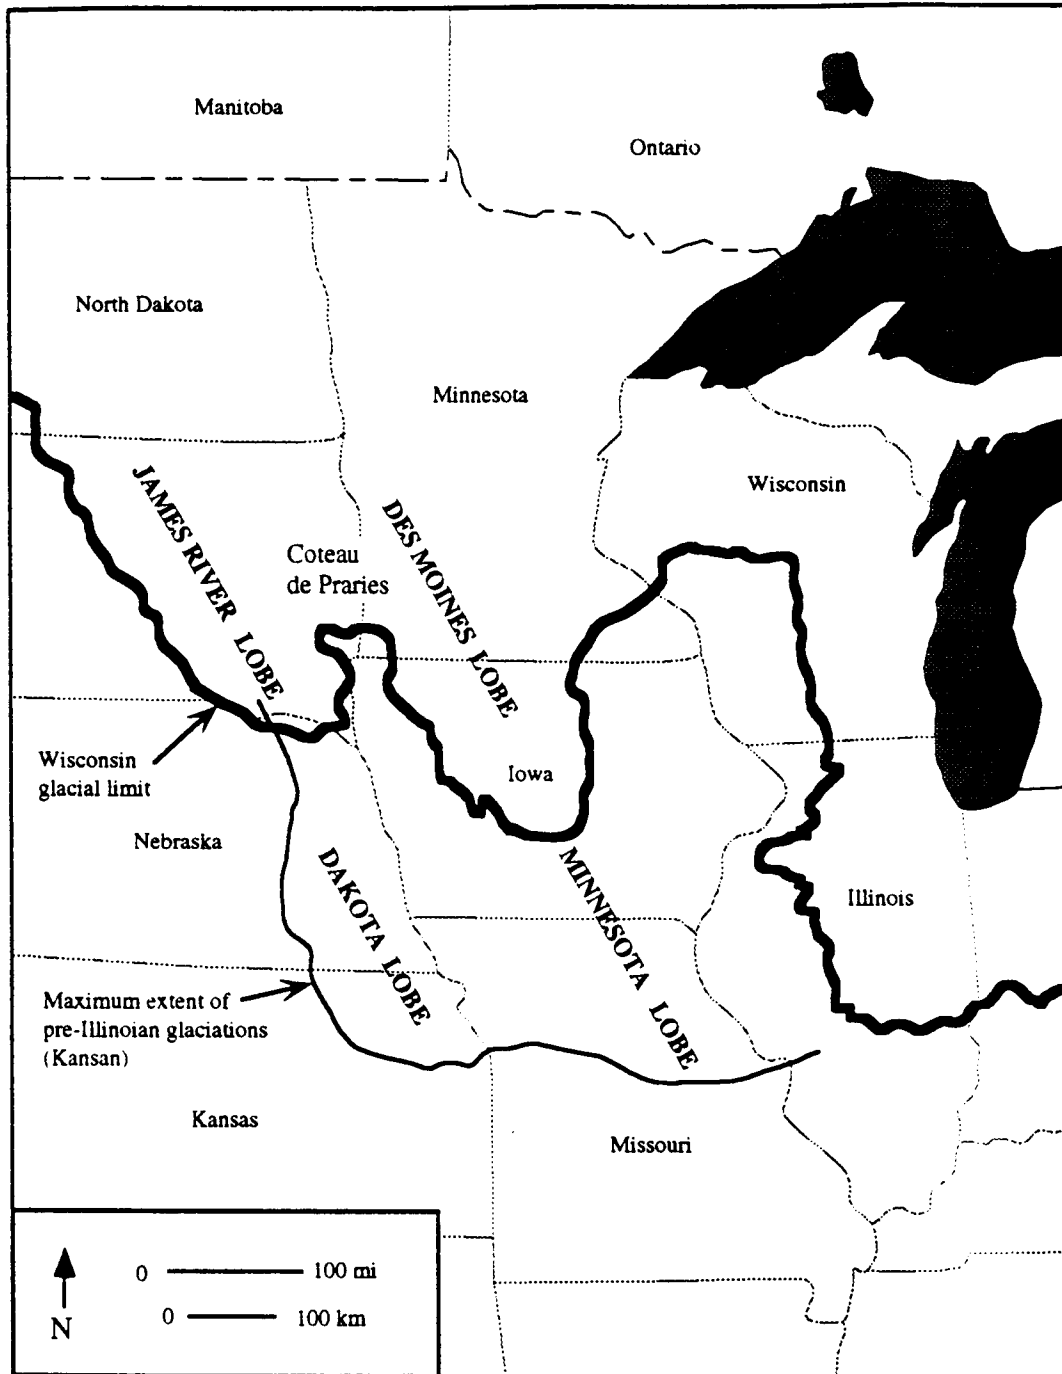 Manitoba
Ontario
North Dakota
Minnesota
Wisconsin
JAMES RIVER LOBE
Coteau
de Praries
DES MOINES LOBE
Wisconsin
glacial limit
Iowa
Nebraska
DAKOTA LOBE
MINNESOTA LOBE
Illinois
Maximum extent of
pre-Illinoian glaciations
(Kansan)
Kansas
Missouri
0 100 mi
0 100 km
N